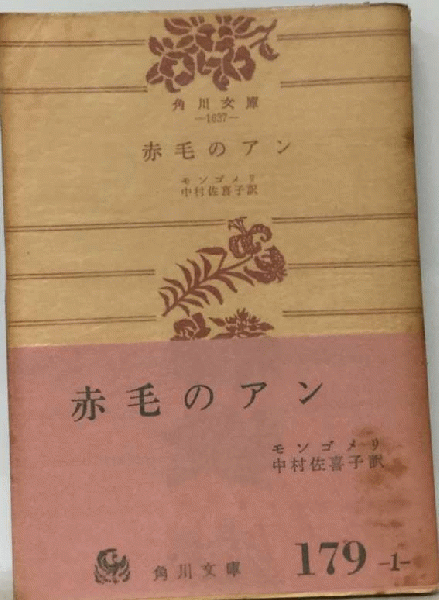 角川文庫
—1637—
赤毛のアン
モンゴメリ
中村佐喜子訳
赤毛のアン
モンゴメリ
中村佐喜子訳
角川文庫
179 -1-